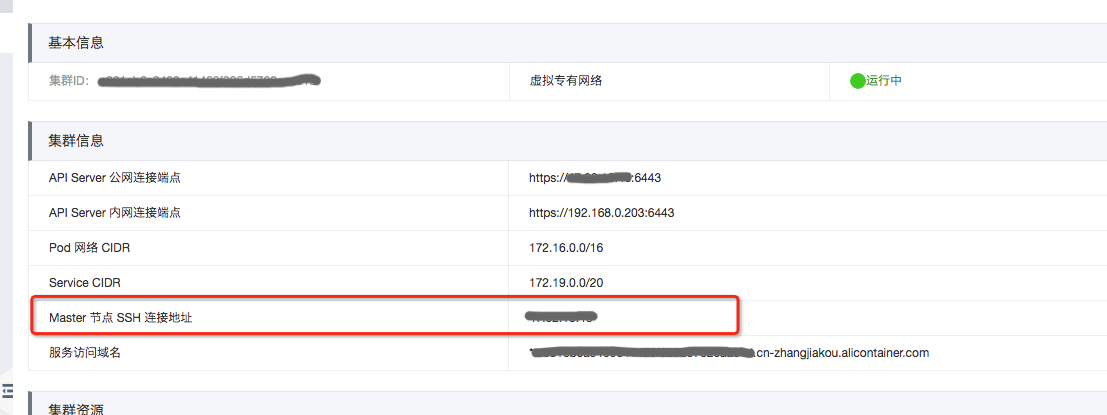 基本信息
集群ID: 虚拟专有网络 运行中
集群信息
API Server 公网连接端点 https:// :6443
API Server 内网连接端点 https://192.168.0.203:6443
Pod 网络 CIDR 172.16.0.0/16
Service CIDR 172.19.0.0/20
Master 节点 SSH 连接地址
服务访问域名 .cn-zhangjiakou.alicontainer.com
集群资源